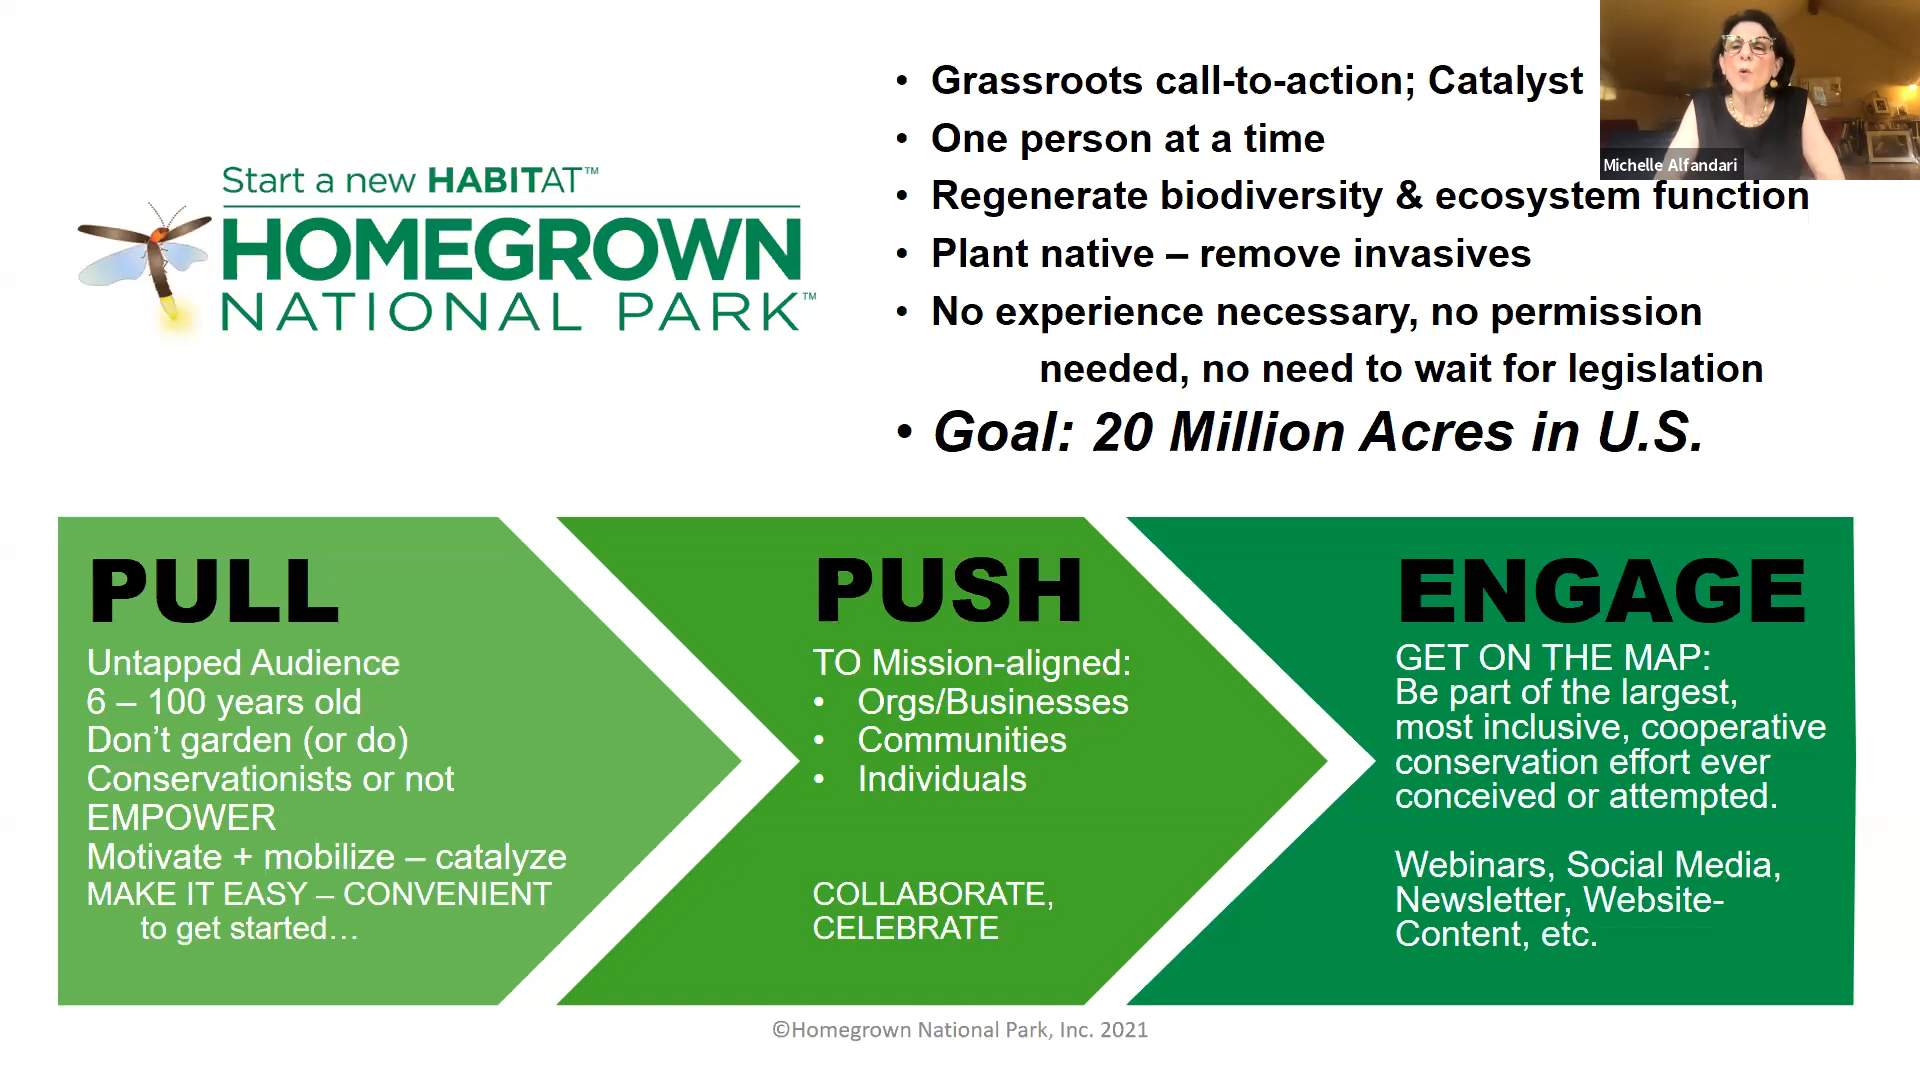 Start a new HABITAT™
HOMEGROWN
NATIONAL PARK™
• Grassroots call-to-action; Catalyst
• One person at a time
• Regenerate biodiversity & ecosystem function
• Plant native – remove invasives
• No experience necessary, no permission
needed, no need to wait for legislation
• Goal: 20 Million Acres in U.S.
Michelle Alfandari
PULL
Untapped Audience
6 – 100 years old
Don't garden (or do)
Conservationists or not
EMPOWER
Motivate + mobilize – catalyze
MAKE IT EASY – CONVENIENT
to get started…
PUSH
TO Mission-aligned:
• Orgs/Businesses
• Communities
• Individuals
COLLABORATE,
CELEBRATE
ENGAGE
GET ON THE MAP:
Be part of the largest,
most inclusive, cooperative
conservation effort ever
conceived or attempted.
Webinars, Social Media,
Newsletter, Website-
Content, etc.
©Homegrown National Park, Inc. 2021